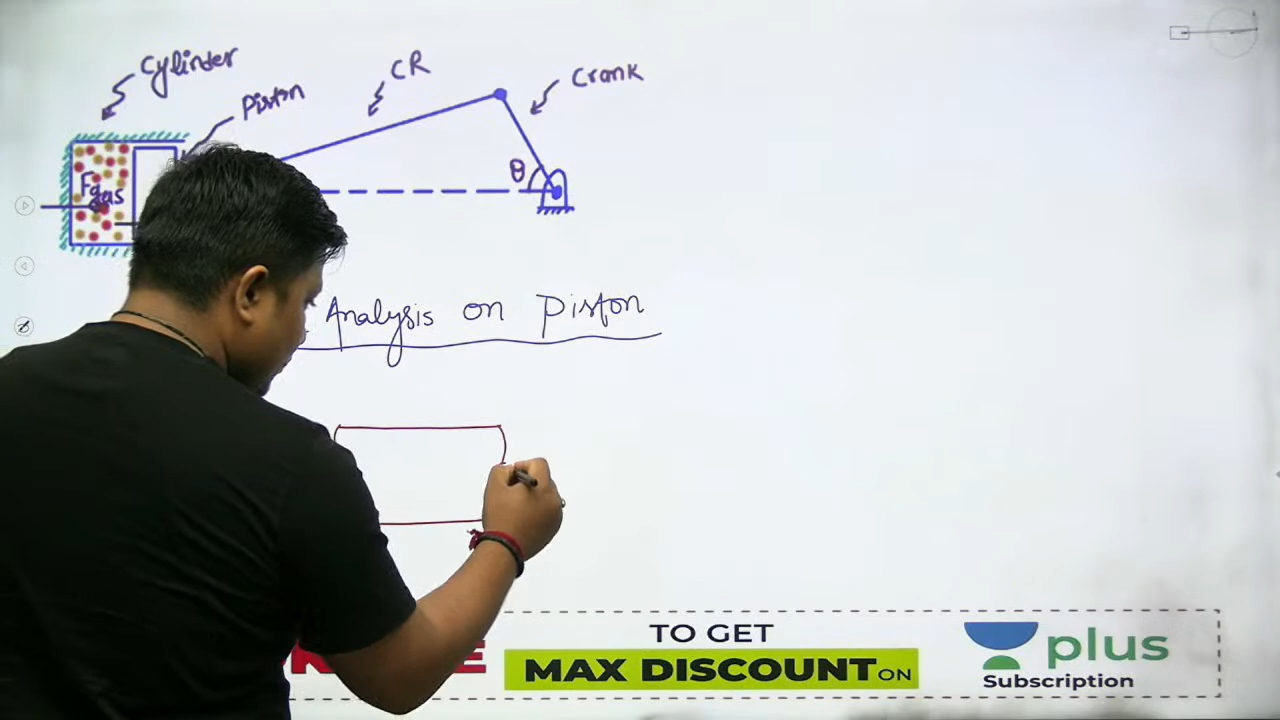 Cylinder
CR
Crank
Piston
θ
Fgas
Analysis on Piston
TO GET
MAX DISCOUNT ON
plus
Subscription